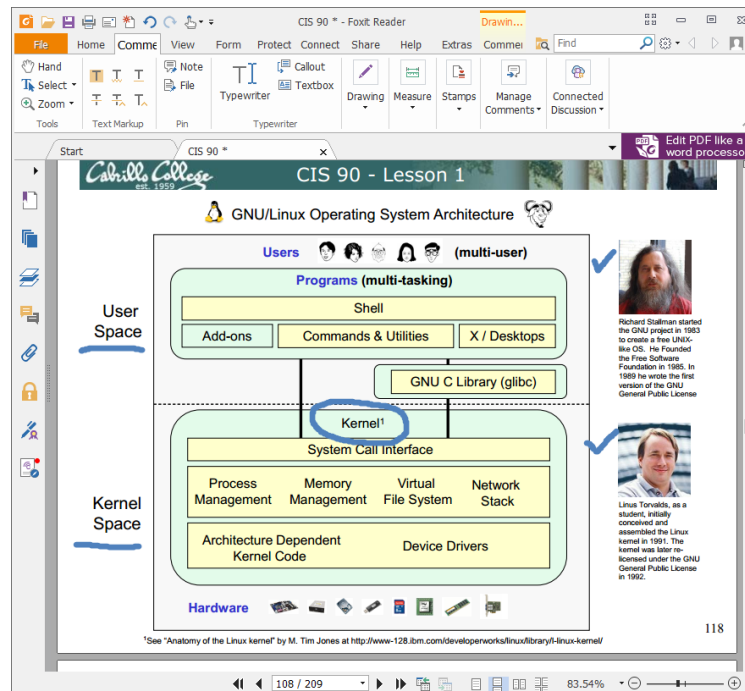 CIS 90 * - Foxit Reader
Drawin...
File Home Comme View Form Protect Connect Share Help Extras Commei Find
Hand
Select
Zoom
Tools
Text Markup
Note
File
Pin
Typewriter
Callout
Textbox
Typewriter
Drawing
Measure
Stamps
Manage
Comments
Connected
Discussion
Start
CIS 90 *
Edit PDF like a
word processo
Cabrillo College
est. 1959
CIS 90 - Lesson 1
GNU/Linux Operating System Architecture
Users (multi-user)
Programs (multi-tasking)
Shell
Add-ons
Commands & Utilities
X / Desktops
User
Space
GNU C Library (glibc)
Richard Stallman started
the GNU project in 1983
to create a free UNIX-
like OS. He Founded
the Free Software
Foundation in 1985. In
1989 he wrote the first
version of the GNU
General Public License
Kernel¹
System Call Interface
Process
Management
Memory
Management
Virtual
File System
Network
Stack
Kernel
Space
Architecture Dependent
Kernel Code
Device Drivers
Linus Torvalds, as a
student, initially
conceived and
assembled the Linux
kernel in 1991. The
kernel was later re-
licensed under the GNU
General Public License
in 1992.
Hardware
118
¹See "Anatomy of the Linux kernel" by M. Tim Jones at http://www-128.ibm.com/developerworks/linux/library/l-linux-kernel/
108 / 209
83.54%